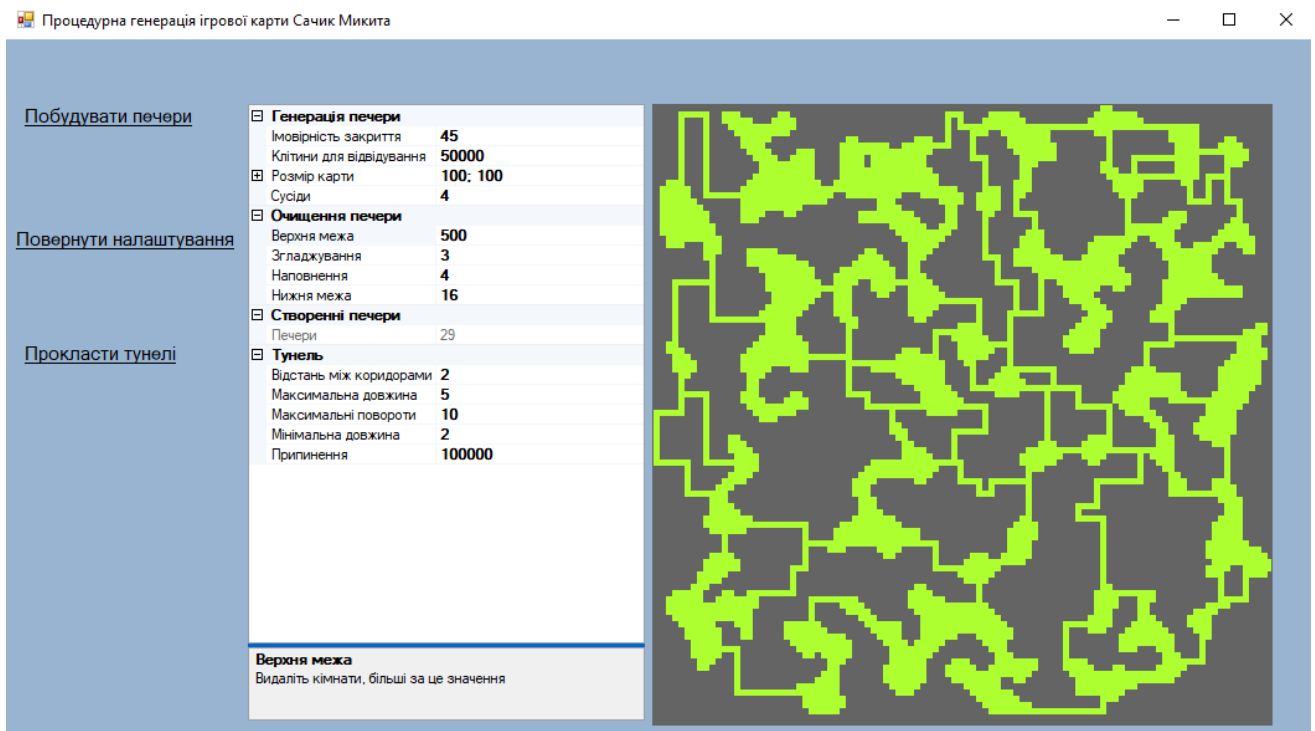 Процедурна генерація ігрової карти Сачик Микита
Побудувати печери
Повернути налаштування
Прокласти тунелі
Генерація печери
Імовірність закриття 45
Клітини для відвідування 50000
Розмір карти 100; 100
Сусіди 4
Очищення печери
Верхня межа 500
Згладжування 3
Наповнення 4
Нижня межа 16
Створенні печери
Печери 29
Тунель
Відстань між коридорами 2
Максимальна довжина 5
Максимальні повороти 10
Мінімальна довжина 2
Припинення 100000
Верхня межа
Видаліть кімнати, більші за це значення